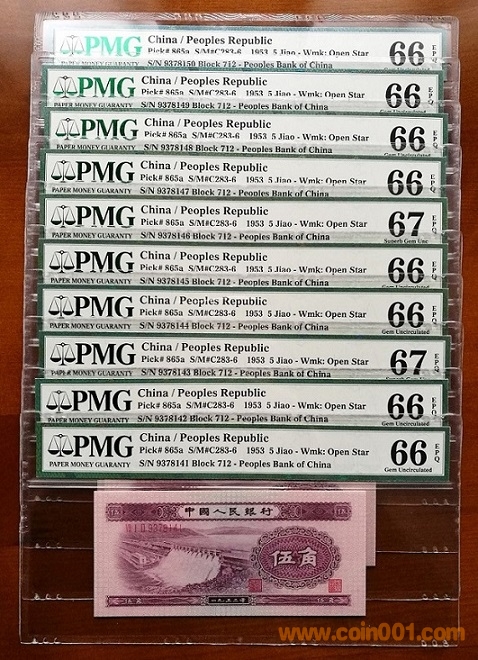 PMG
China / Peoples Republic
Pick# 865a S/M#C283-6 1953 5 Jiao - Wmk: Open Star
S/N 9378150 Block 712 - Peoples Bank of China
66 EPQ
PMG
PAPER MONEY GUARANTY
China / Peoples Republic
Pick# 865a S/M#C283-6 1953 5 Jiao - Wmk: Open Star
S/N 9378149 Block 712 - Peoples Bank of China
66 EPQ
PMG
PAPER MONEY GUARANTY
China / Peoples Republic
Pick# 865a S/M#C283-6 1953 5 Jiao - Wmk: Open Star
S/N 9378148 Block 712 - Peoples Bank of China
66 EPQ
Gem Uncirculated
PMG
PAPER MONEY GUARANTY
China / Peoples Republic
Pick# 865a S/M#C283-6 1953 5 Jiao - Wmk: Open Star
S/N 9378147 Block 712 - Peoples Bank of China
66 EPQ
PMG
PAPER MONEY GUARANTY
China / Peoples Republic
Pick# 865a S/M#C283-6 1953 5 Jiao - Wmk: Open Star
S/N 9378146 Block 712 - Peoples Bank of China
67 EPQ
Superb Gem Unc
PMG
PAPER MONEY GUARANTY
China / Peoples Republic
Pick# 865a S/M#C283-6 1953 5 Jiao - Wmk: Open Star
S/N 9378145 Block 712 - Peoples Bank of China
66 EPQ
PMG
PAPER MONEY GUARANTY
China / Peoples Republic
Pick# 865a S/M#C283-6 1953 5 Jiao - Wmk: Open Star
S/N 9378144 Block 712 - Peoples Bank of China
66 EPQ
Gem Uncirculated
PMG
PAPER MONEY GUARANTY
China / Peoples Republic
Pick# 865a S/M#C283-6 1953 5 Jiao - Wmk: Open Star
S/N 9378143 Block 712 - Peoples Bank of China
67 EPQ
PMG
PAPER MONEY GUARANTY
China / Peoples Republic
Pick# 865a S/M#C283-6 1953 5 Jiao - Wmk: Open Star
S/N 9378142 Block 712 - Peoples Bank of China
66 EPQ
Gem Uncirculated
PMG
PAPER MONEY GUARANTY
China / Peoples Republic
Pick# 865a S/M#C283-6 1953 5 Jiao - Wmk: Open Star
S/N 9378141 Block 712 - Peoples Bank of China
66 EPQ
Gem Uncirculated
中國人民銀行
9378141
伍角
一九五三年
www.coin001.com